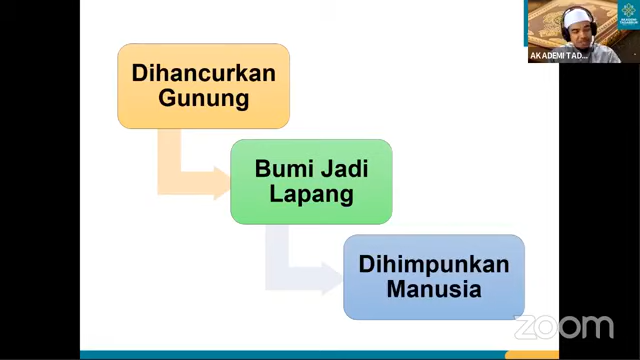 Dihancurkan
Gunung
Bumi Jadi
Lapang
Dihimpunkan
Manusia
AKADEMI TAD...
zoom